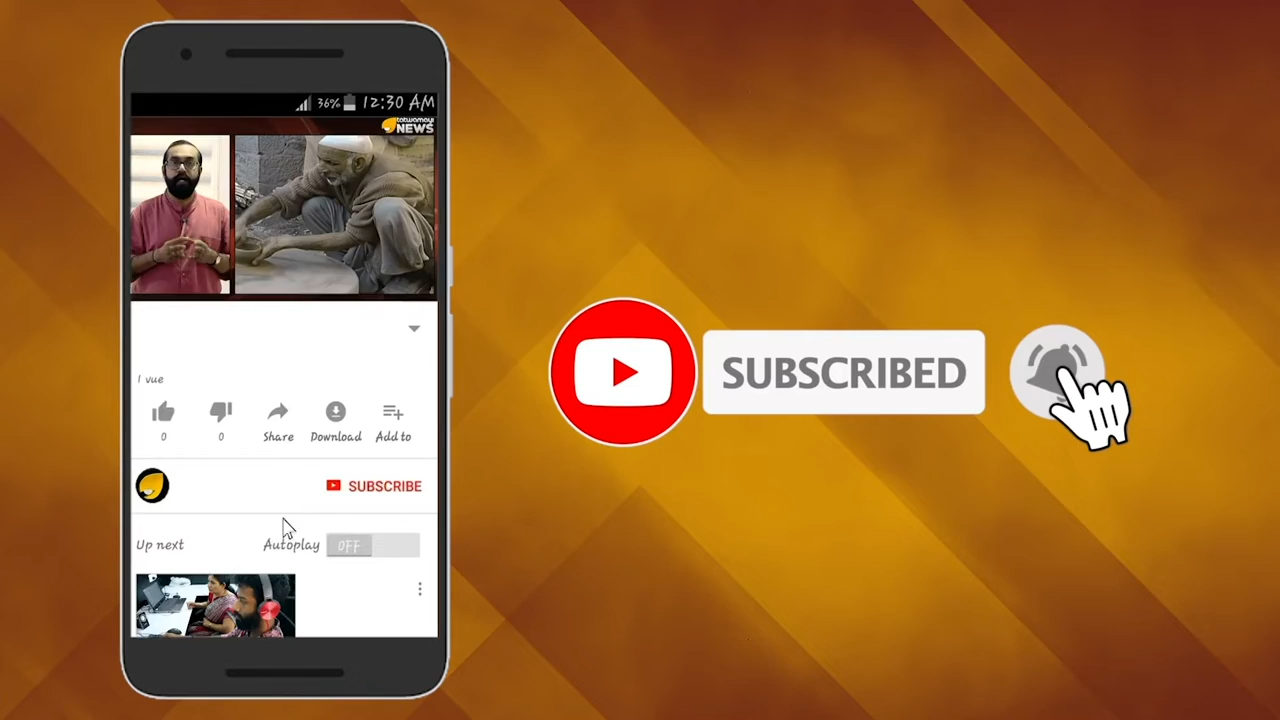 36% 12:30 AM
tatwamayi
NEWS
1 vue
0 0 Share Download Add to
SUBSCRIBE
Up next Autoplay OFF
SUBSCRIBED